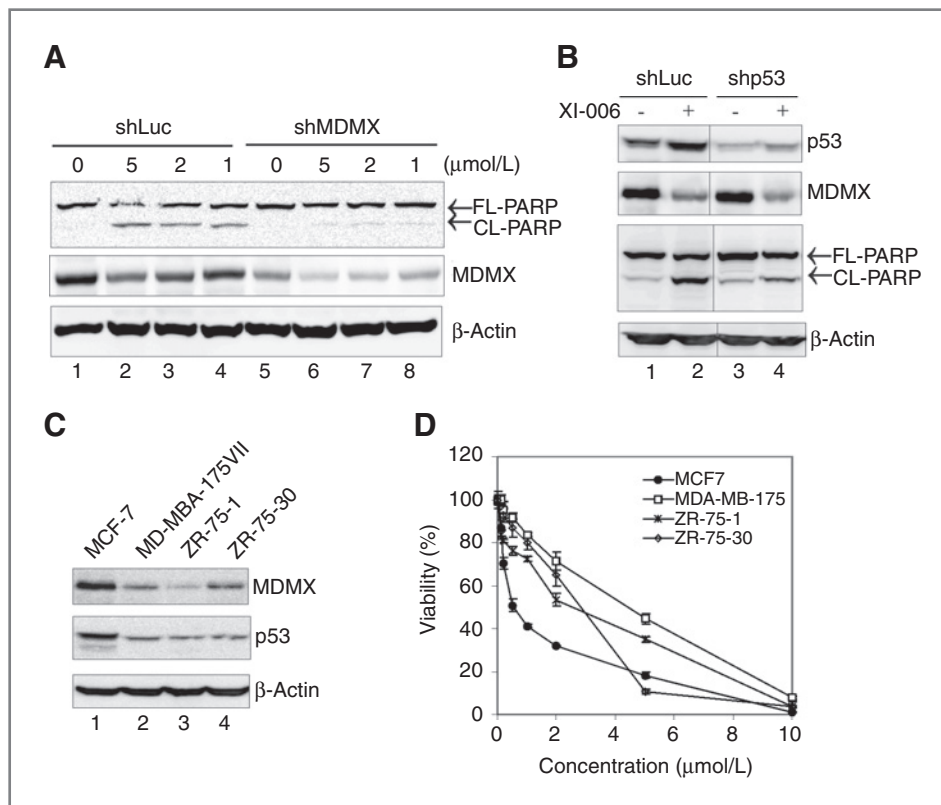 A
shLuc shMDMX
0 5 2 1 0 5 2 1 (μmol/L)
←FL-PARP
←CL-PARP
MDMX
β-Actin
1 2 3 4 5 6 7 8
B
shLuc shp53
XI-006 - + - +
p53
MDMX
←FL-PARP
←CL-PARP
β-Actin
1 2 3 4
C
MCF-7
MD-MBA-175VII
ZR-75-1
ZR-75-30
MDMX
p53
β-Actin
1 2 3 4
D
120
100
80
60
40
20
0
Viability (%)
MCF7
MDA-MB-175
ZR-75-1
ZR-75-30
0 2 4 6 8 10
Concentration (μmol/L)